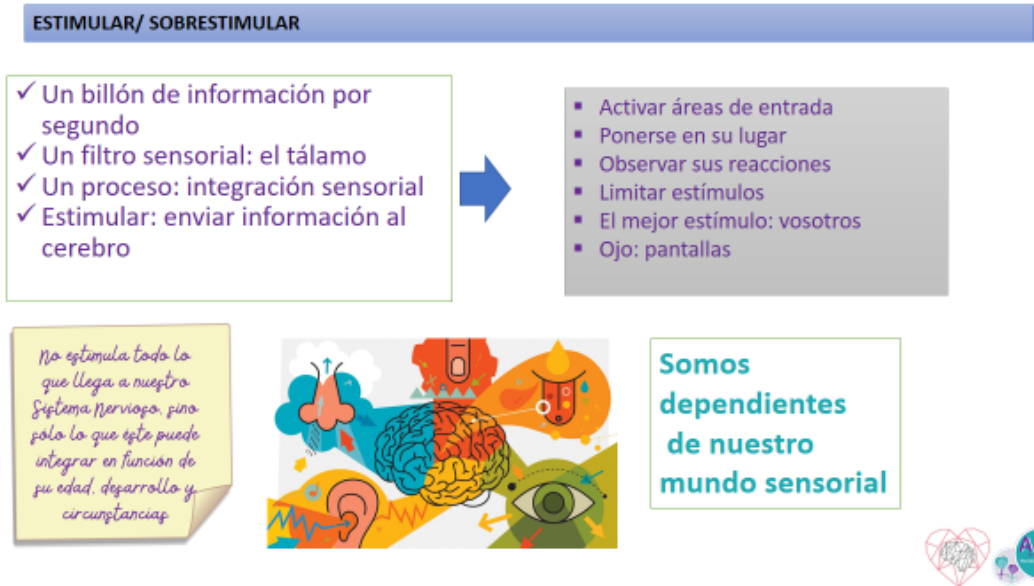 ESTIMULAR/ SOBRESTIMULAR
✓ Un billón de información por
segundo
✓ Un filtro sensorial: el tálamo
✓ Un proceso: integración sensorial
✓ Estimular: enviar información al
cerebro
▪ Activar áreas de entrada
▪ Ponerse en su lugar
▪ Observar sus reacciones
▪ Limitar estímulos
▪ El mejor estímulo: vosotros
▪ Ojo: pantallas
No estimula todo lo
que llega a nuestro
Sistema Nervioso, sino
sólo lo que éste puede
integrar en función de
su edad, desarrollo y
circunstancias
Somos
dependientes
de nuestro
mundo sensorial